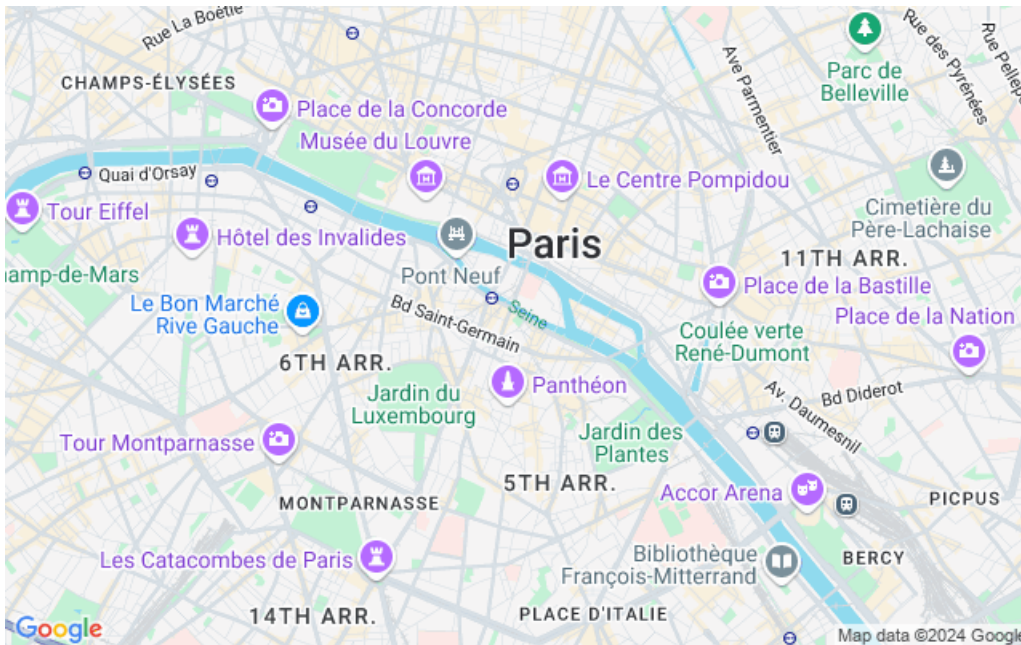 Rue La Boétie
CHAMPS-ÉLYSÉES
Place de la Concorde
Musée du Louvre
Ave Parmentier
Rue des Pyrénées
Parc de
Belleville
Quai d'Orsay
Le Centre Pompidou
Tour Eiffel
Hôtel des Invalides
Cimetière du
Père-Lachaise
Paris
Pont Neuf
11TH ARR.
amp-de-Mars
Le Bon Marché
Rive Gauche
Bd Saint-Germain
Seine
Place de la Bastille
Coulée verte
René-Dumont
Place de la Nation
6TH ARR.
Jardin du
Luxembourg
Panthéon
Av. Daumesnil
Bd Diderot
Tour Montparnasse
Jardin des
Plantes
5TH ARR.
MONTPARNASSE
Accor Arena
PICPUS
Les Catacombes de Paris
Bibliothèque
François-Mitterrand
BERCY
14TH ARR.
PLACE D'ITALIE
Google
Map data ©2024 Google